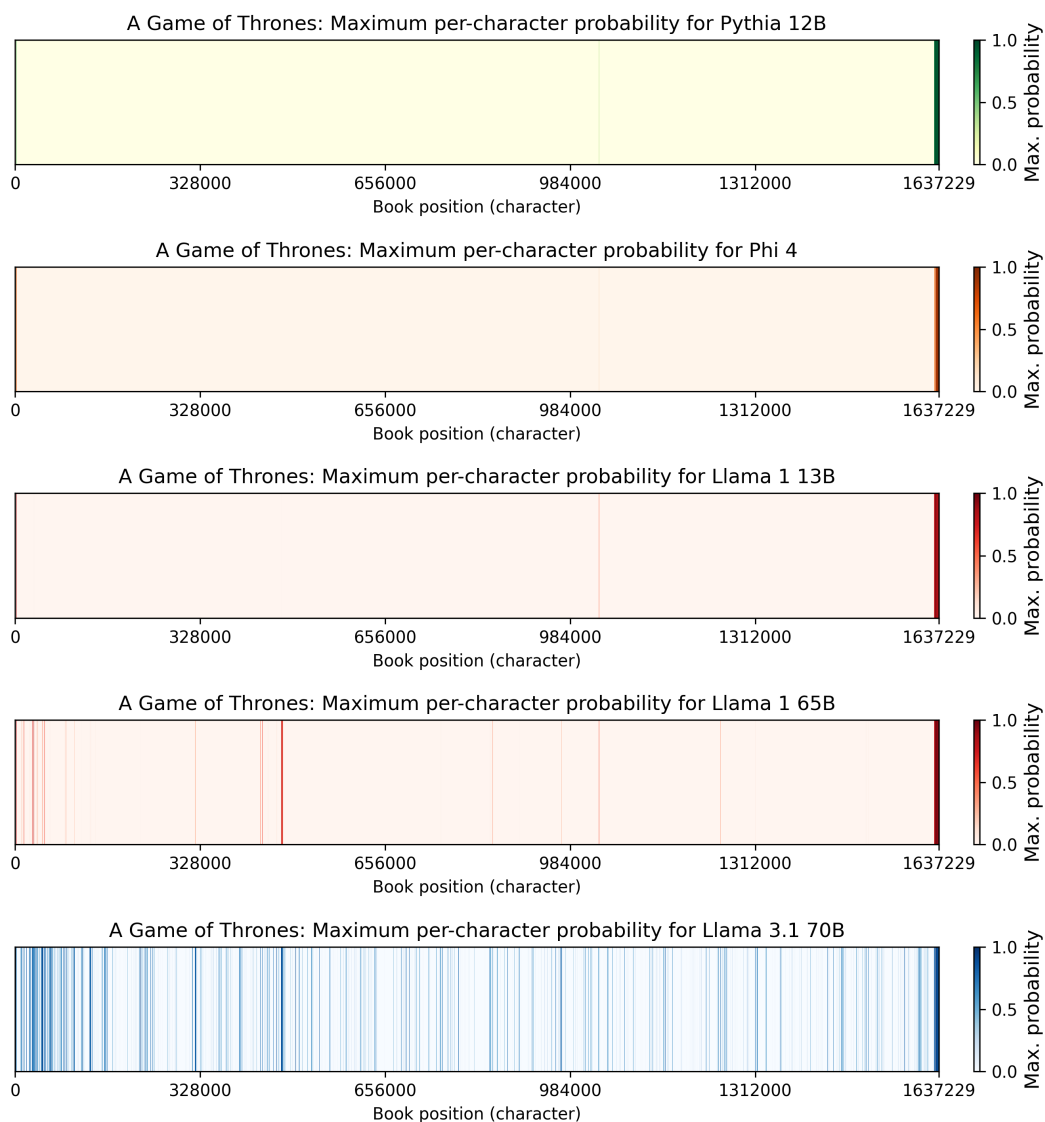 A Game of Thrones: Maximum per-character probability for Pythia 12B
1.0
0.5
0.0
Max. probability
0 328000 656000 984000 1312000 1637229
Book position (character)
A Game of Thrones: Maximum per-character probability for Phi 4
1.0
0.5
0.0
Max. probability
0 328000 656000 984000 1312000 1637229
Book position (character)
A Game of Thrones: Maximum per-character probability for Llama 1 13B
1.0
0.5
0.0
Max. probability
0 328000 656000 984000 1312000 1637229
Book position (character)
A Game of Thrones: Maximum per-character probability for Llama 1 65B
1.0
0.5
0.0
Max. probability
0 328000 656000 984000 1312000 1637229
Book position (character)
A Game of Thrones: Maximum per-character probability for Llama 3.1 70B
1.0
0.5
0.0
Max. probability
0 328000 656000 984000 1312000 1637229
Book position (character)